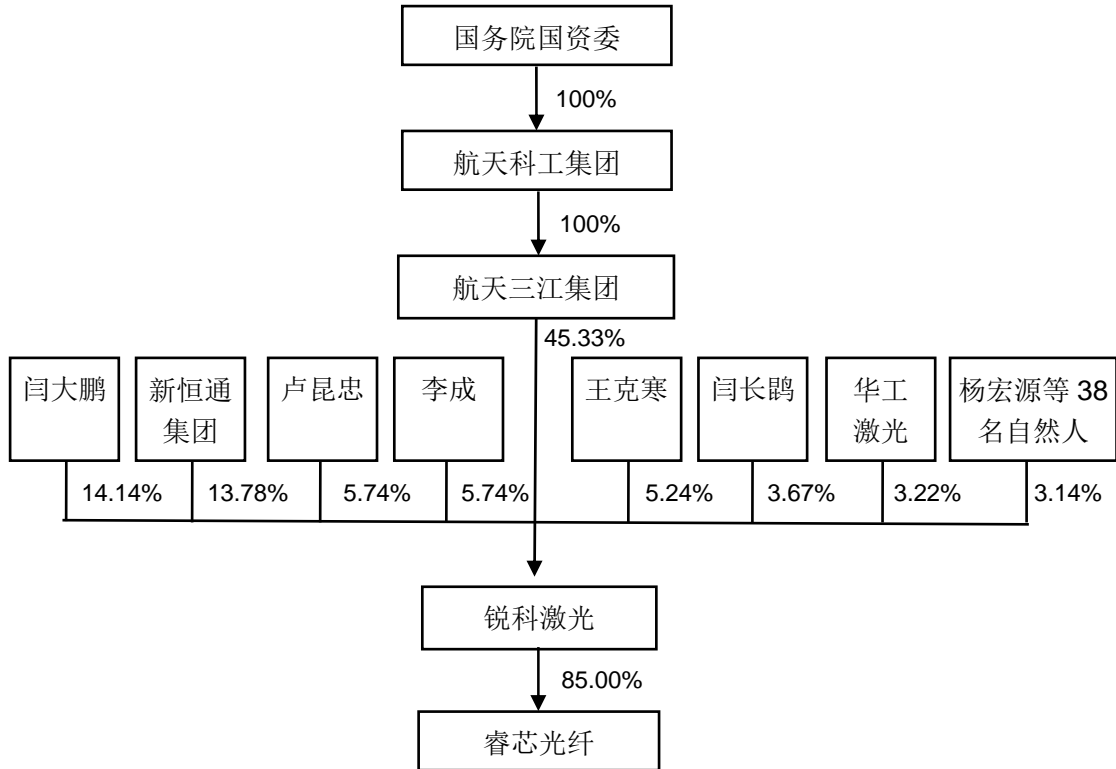 国务院国资委
100%
航天科工集团
100%
航天三江集团
45.33%
闫大鹏
新恒通
集团
卢昆忠
李成
王克寒
闫长鹍
华工
激光
杨宏源等 38
名自然人
14.14%
13.78%
5.74%
5.74%
5.24%
3.67%
3.22%
3.14%
锐科激光
85.00%
睿芯光纤